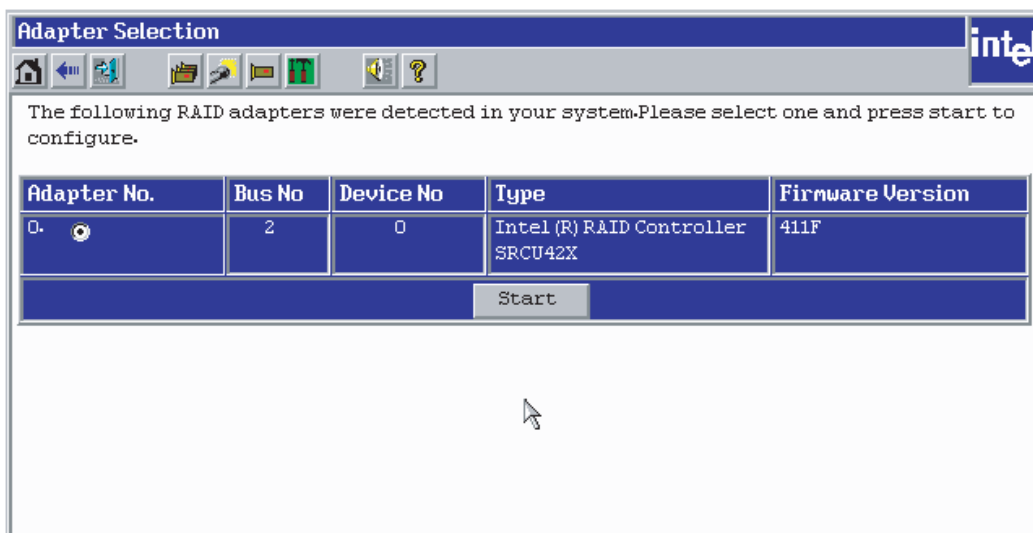 Adapter Selection
intel
The following RAID adapters were detected in your system.Please select one and press start to
configure.
Adapter No. Bus No Device No Type Firmware Version
0. 2 0 Intel (R) RAID Controller 411F
SRCU42X
Start